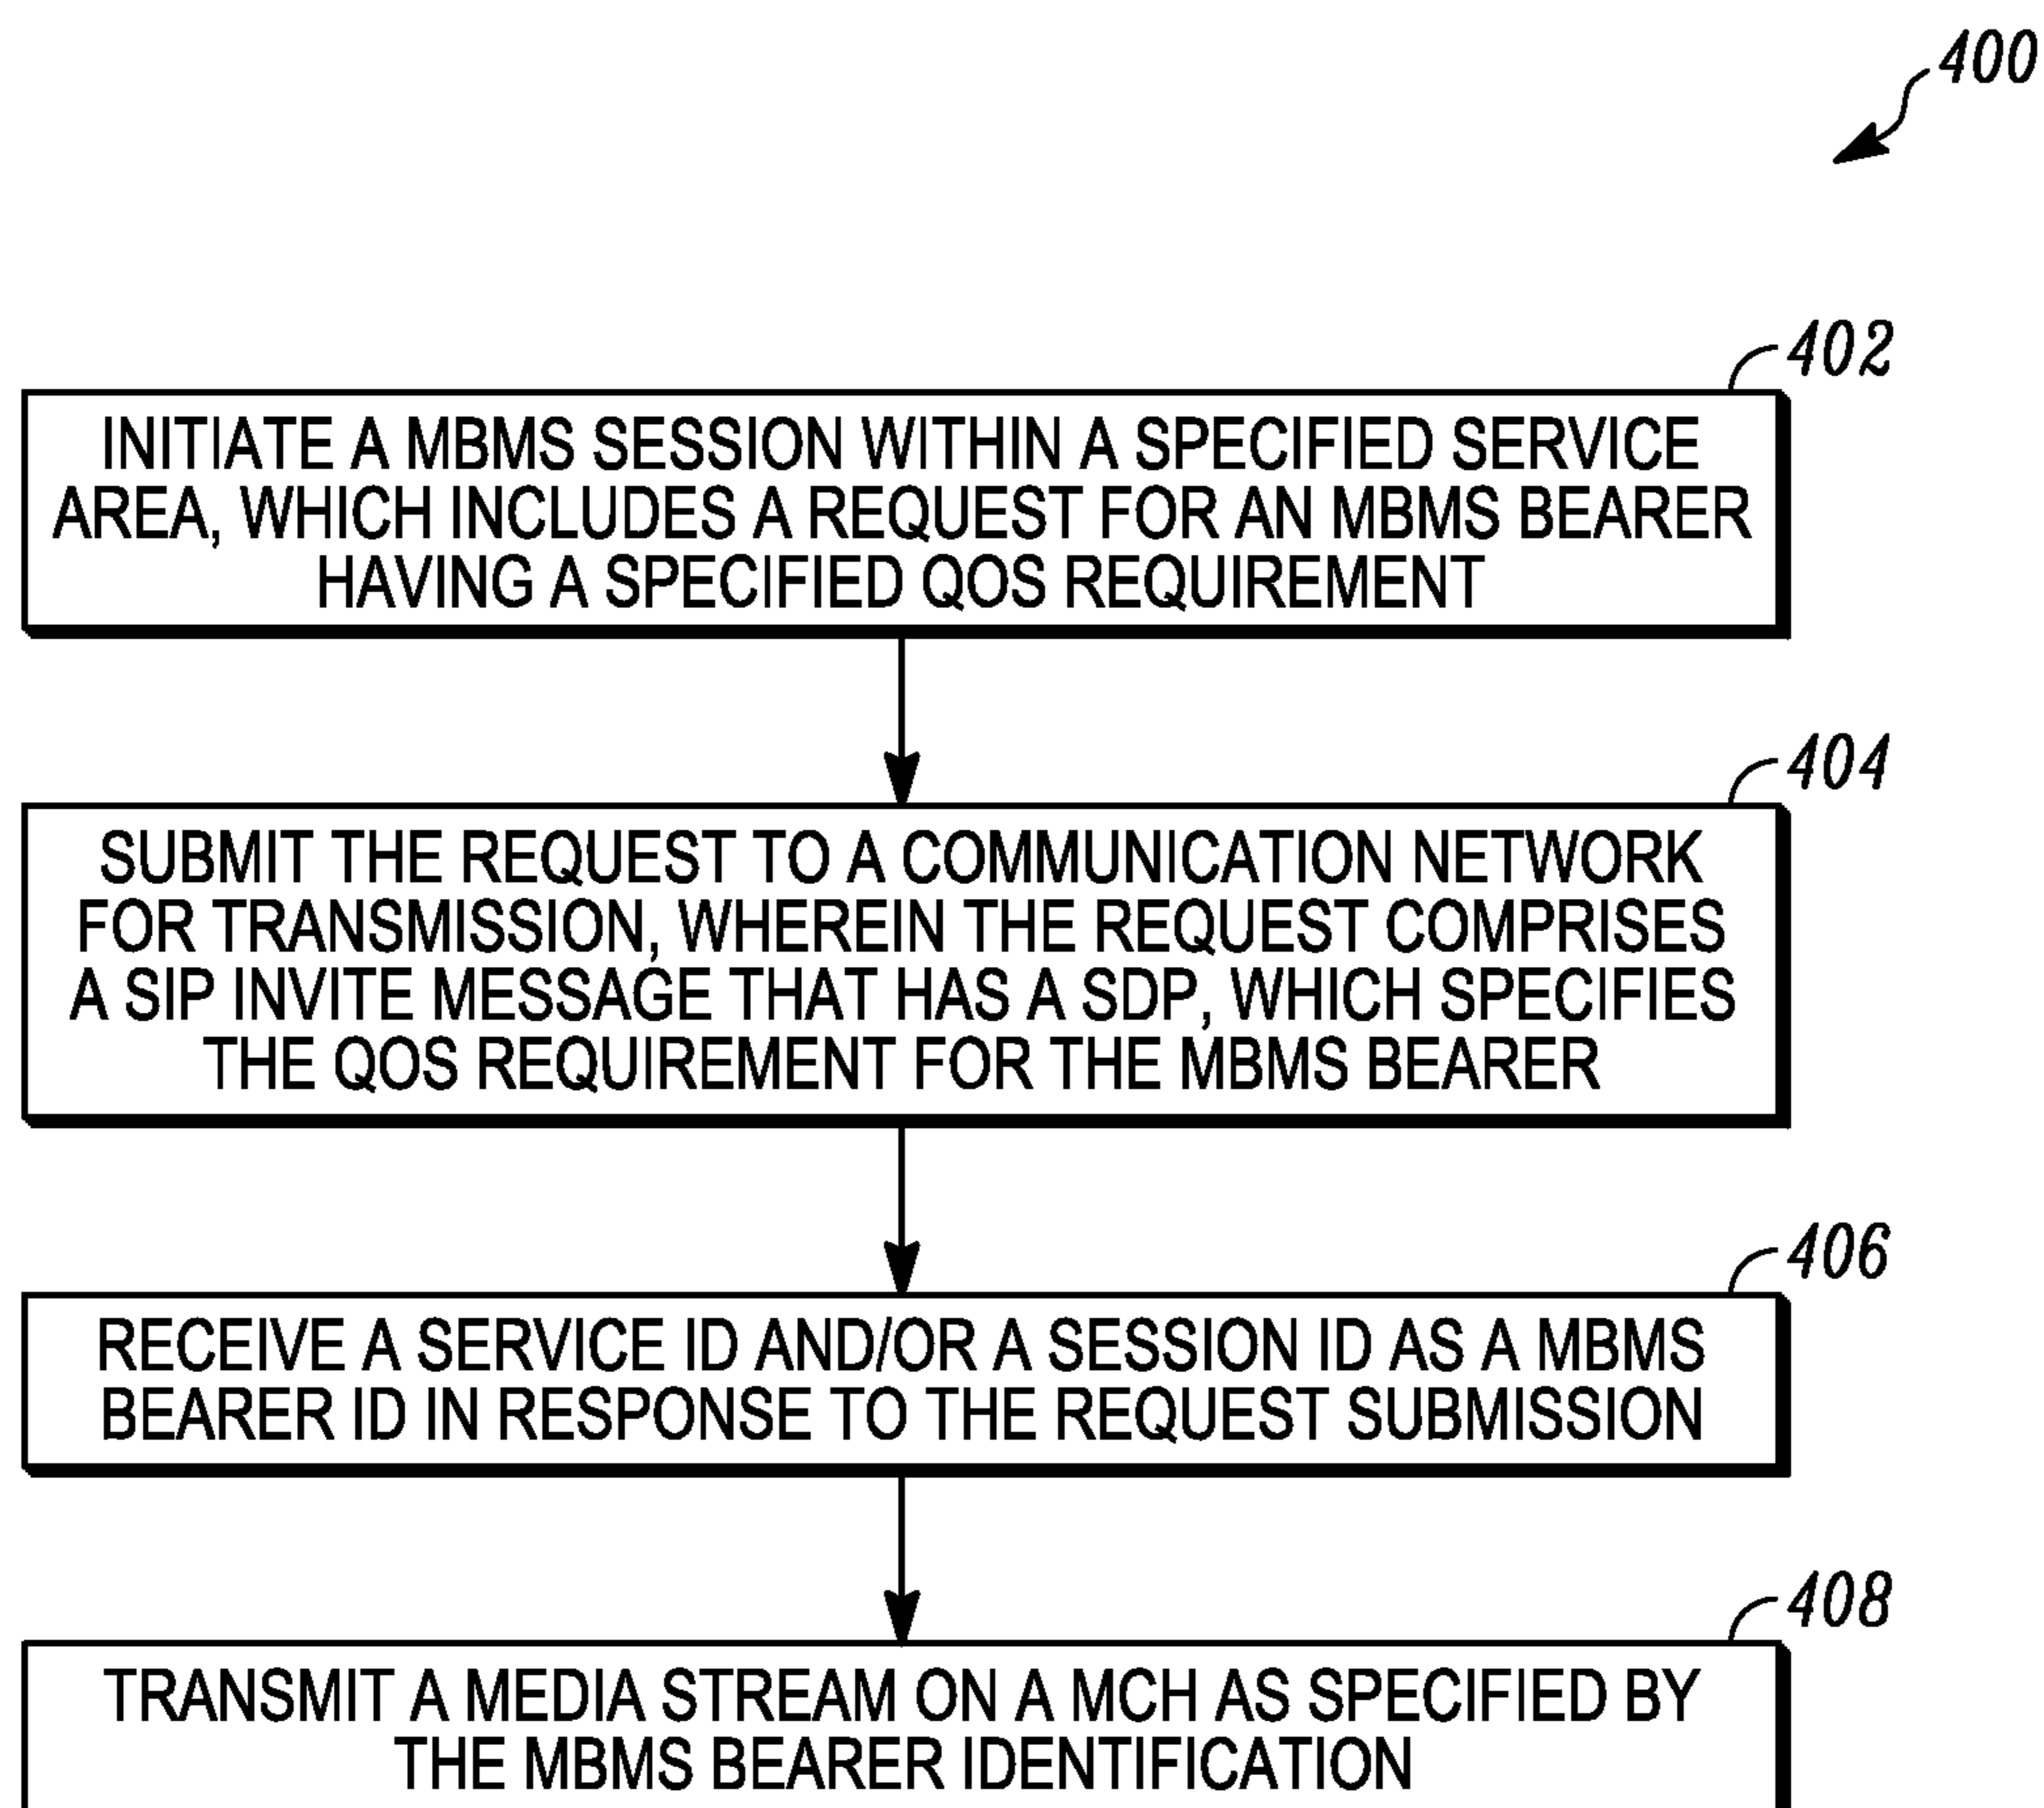 400
402
INITIATE A MBMS SESSION WITHIN A SPECIFIED SERVICE
AREA, WHICH INCLUDES A REQUEST FOR AN MBMS BEARER
HAVING A SPECIFIED QOS REQUIREMENT
404
SUBMIT THE REQUEST TO A COMMUNICATION NETWORK
FOR TRANSMISSION, WHEREIN THE REQUEST COMPRISES
A SIP INVITE MESSAGE THAT HAS A SDP, WHICH SPECIFIES
THE QOS REQUIREMENT FOR THE MBMS BEARER
406
RECEIVE A SERVICE ID AND/OR A SESSION ID AS A MBMS
BEARER ID IN RESPONSE TO THE REQUEST SUBMISSION
408
TRANSMIT A MEDIA STREAM ON A MCH AS SPECIFIED BY
THE MBMS BEARER IDENTIFICATION